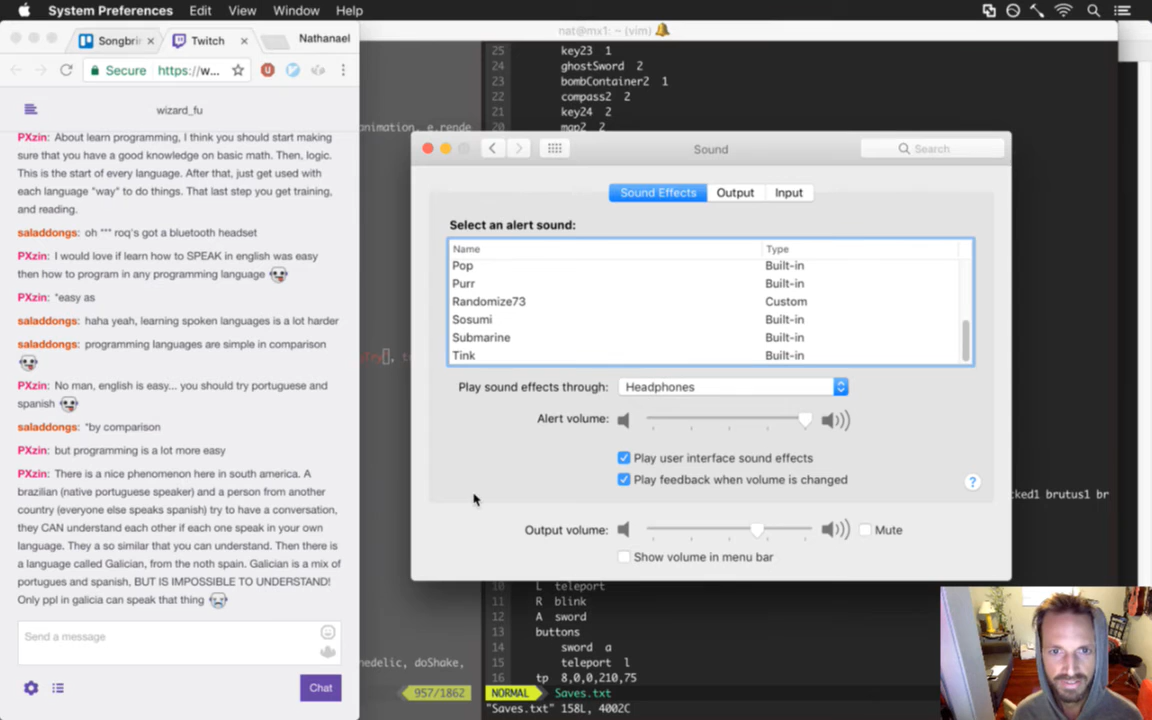 System Preferences Edit View Window Help
Songbrin Twitch Nathanael
Secure https://w...
wizard_fu
PXzin: About learn programming, I think you should start making
sure that you have a good knowledge on basic math. Then, logic.
This is the start of every language. After that, just get used with
each language "way" to do things. That last step you get training,
and reading.
saladdongs: oh *** roq's got a bluetooth headset
PXzin: I would love if learn how to SPEAK in english was easy
then how to program in any programming language
PXzin: *easy as
saladdongs: haha yeah, learning spoken languages is a lot harder
saladdongs: programming languages are simple in comparison
PXzin: No man, english is easy... you should try portuguese and
spanish
saladdongs: *by comparison
PXzin: but programming is a lot more easy
PXzin: There is a nice phenomenon here in south america. A
brazilian (native portuguese speaker) and a person from another
country (everyone else speaks spanish) try to have a conversation,
they CAN understand each other if each one speak in your own
language. They a so similar that you can understand. Then there is
a language called Galician, from the noth spain. Galician is a mix of
portugues and spanish, BUT IS IMPOSSIBLE TO UNDERSTAND!
Only ppl in galicia can speak that thing
Send a message
Chat
nat@mx1: ~ (vim)
25 key23 1
24 ghostSword 2
23 bombContainer2 1
22 compass2 2
21 key24 2
20 map2 2
animation, e.rende
Sound
Search
Sound Effects Output Input
Select an alert sound:
Name Type
Pop Built-in
Purr Built-in
Randomize73 Custom
Sosumi Built-in
Submarine Built-in
Tink Built-in
Play sound effects through: Headphones
Alert volume:
Play user interface sound effects
Play feedback when volume is changed
?
Output volume: Mute
Show volume in menu bar
cked1 brutus1 br
10 L teleport
11 R blink
12 A sword
13 buttons
14 sword a
15 teleport l
16 tp 8,0,0,210,75
hedelic, doShake,
957/1862
NORMAL Saves.txt
"Saves.txt" 158L, 4002C